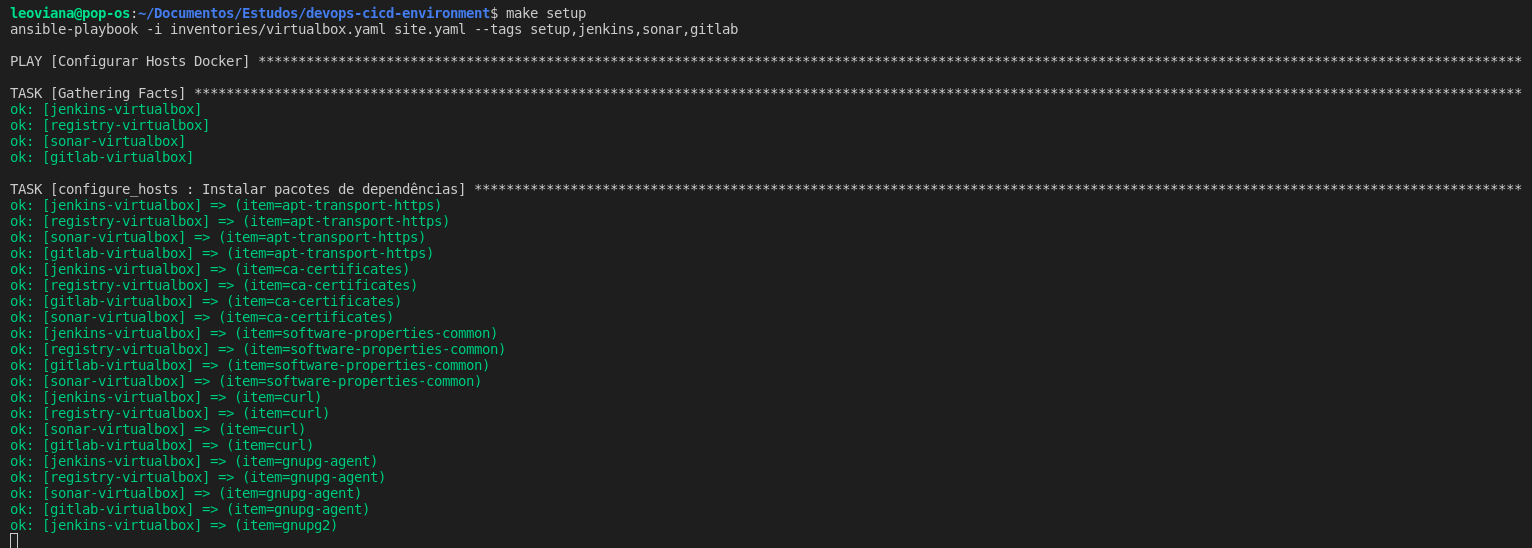 leoviana@pop-os:~/Documentos/Estudos/devops-cicd-environment$ make setup
ansible-playbook -i inventories/virtualbox.yaml site.yaml --tags setup,jenkins,sonar,gitlab
PLAY [Configurar Hosts Docker] **************************************************************************************************************************************************************
TASK [Gathering Facts] **********************************************************************************************************************************************************************
ok: [jenkins-virtualbox]
ok: [registry-virtualbox]
ok: [sonar-virtualbox]
ok: [gitlab-virtualbox]
TASK [configure_hosts : Instalar pacotes de dependências] ***********************************************************************************************************************************
ok: [jenkins-virtualbox] => (item=apt-transport-https)
ok: [registry-virtualbox] => (item=apt-transport-https)
ok: [sonar-virtualbox] => (item=apt-transport-https)
ok: [gitlab-virtualbox] => (item=apt-transport-https)
ok: [jenkins-virtualbox] => (item=ca-certificates)
ok: [registry-virtualbox] => (item=ca-certificates)
ok: [gitlab-virtualbox] => (item=ca-certificates)
ok: [sonar-virtualbox] => (item=ca-certificates)
ok: [jenkins-virtualbox] => (item=software-properties-common)
ok: [registry-virtualbox] => (item=software-properties-common)
ok: [gitlab-virtualbox] => (item=software-properties-common)
ok: [sonar-virtualbox] => (item=software-properties-common)
ok: [jenkins-virtualbox] => (item=curl)
ok: [registry-virtualbox] => (item=curl)
ok: [sonar-virtualbox] => (item=curl)
ok: [gitlab-virtualbox] => (item=curl)
ok: [jenkins-virtualbox] => (item=gnupg-agent)
ok: [registry-virtualbox] => (item=gnupg-agent)
ok: [sonar-virtualbox] => (item=gnupg-agent)
ok: [gitlab-virtualbox] => (item=gnupg-agent)
ok: [jenkins-virtualbox] => (item=gnupg2)